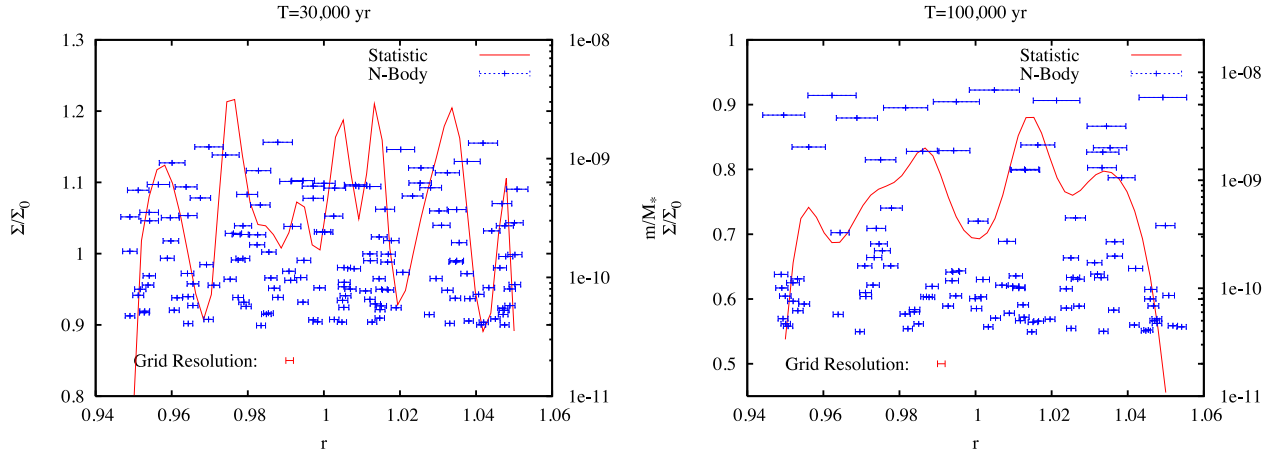 T=30,000 yr
1.3
1.2
1.1
1
0.9
0.8
Σ/Σ0
1e-08
1e-09
1e-10
1e-11
m/M*
Statistic
N-Body
Grid Resolution:
0.94 0.96 0.98 1 1.02 1.04 1.06
r
T=100,000 yr
1
0.9
0.8
0.7
0.6
0.5
Σ/Σ0
1e-08
1e-09
1e-10
1e-11
Statistic
N-Body
Grid Resolution:
0.94 0.96 0.98 1 1.02 1.04 1.06
r